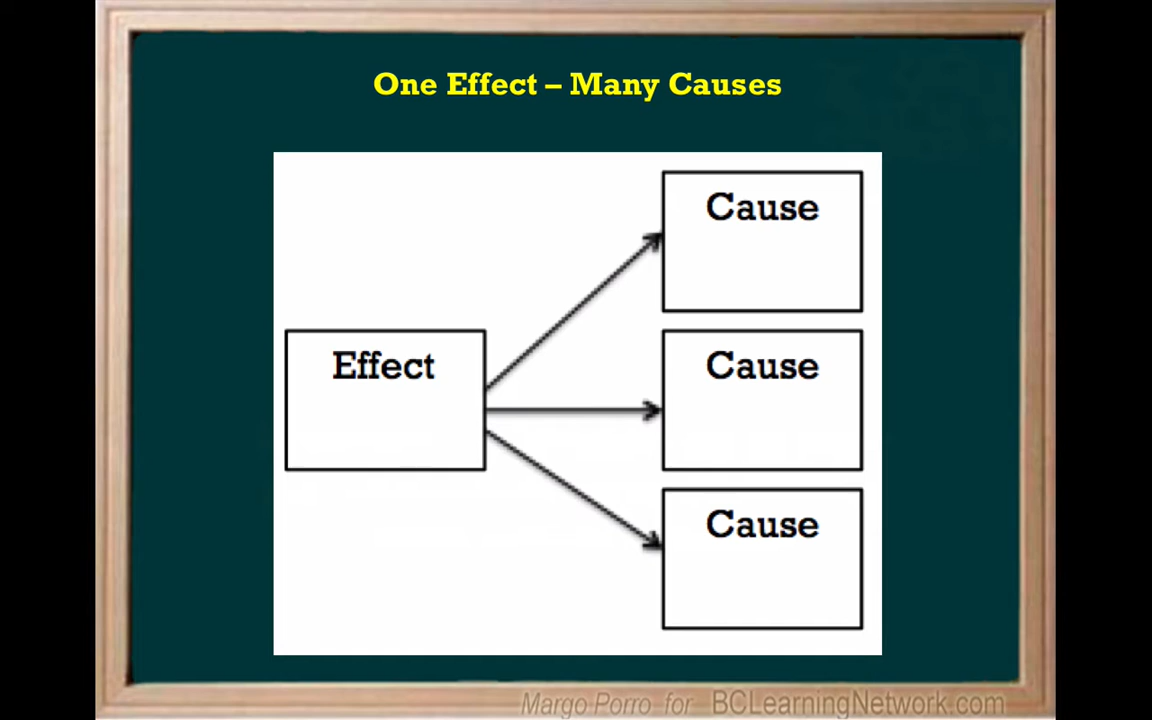 One Effect – Many Causes
Cause
Effect
Cause
Cause
Margo Porro for BCLearningNetwork.com